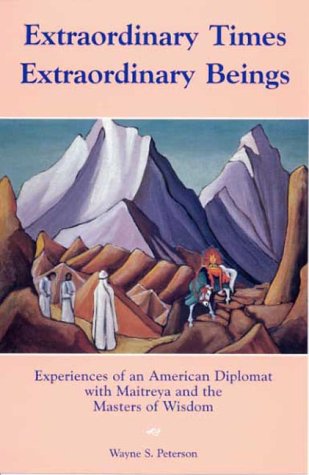 Extraordinary Times
Extraordinary Beings
Experiences of an American Diplomat
with Maitreya and the
Masters of Wisdom
Wayne S. Peterson